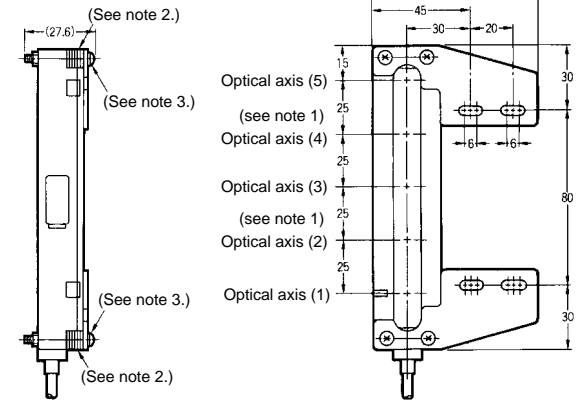 (27.6)
(See note 2.)
(See note 3.)
(See note 3.)
(See note 2.)
45
30
20
15
Optical axis (5)
25
(see note 1)
Optical axis (4)
25
Optical axis (3)
25
(see note 1)
Optical axis (2)
25
Optical axis (1)
30
6
6
80
30